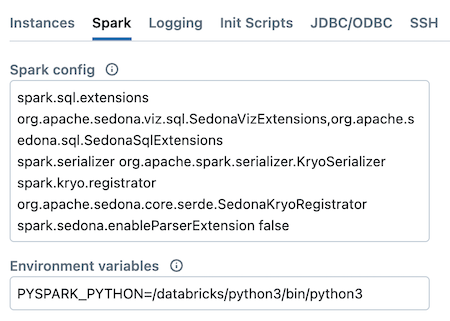 Instances Spark Logging Init Scripts JDBC/ODBC SSH
Spark config
spark.sql.extensions
org.apache.sedona.viz.sql.SedonaVizExtensions,org.apache.s
edona.sql.SedonaSqlExtensions
spark.serializer org.apache.spark.serializer.KryoSerializer
spark.kryo.registrator
org.apache.sedona.core.serde.SedonaKryoRegistrator
spark.sedona.enableParserExtension false
Environment variables
PYSPARK_PYTHON=/databricks/python3/bin/python3